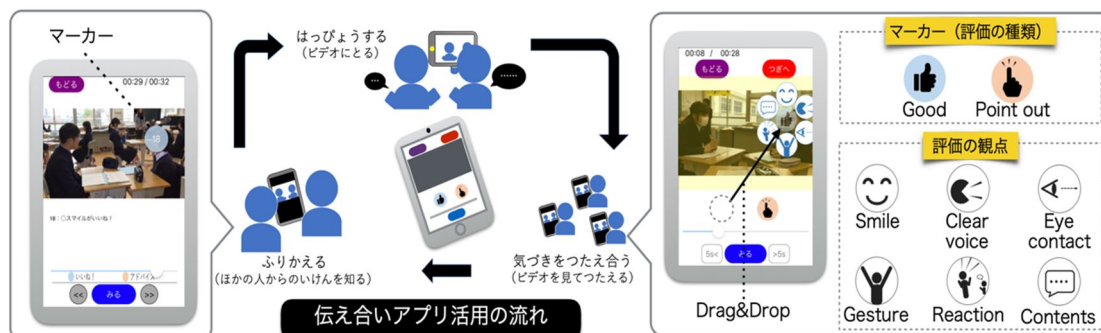 マーカー
もどる
00:29 / 00:32
18
18:○スマイルがいいね!
いいね!
アドバイス
<<
みる
>>
はっぴょうする
(ビデオにとる)
...
......
ふりかえる
(ほかの人からのいけんを知る)
気づきをつたえ合う
(ビデオを見てつたえる)
伝え合いアプリ活用の流れ
00:08 / 00:28
もどる
つぎへ
5s<
とる
>5s
Drag&Drop
マーカー(評価の種類)
Good
Point out
評価の観点
Smile
Clear
voice
Eye
contact
Gesture
Reaction
Contents